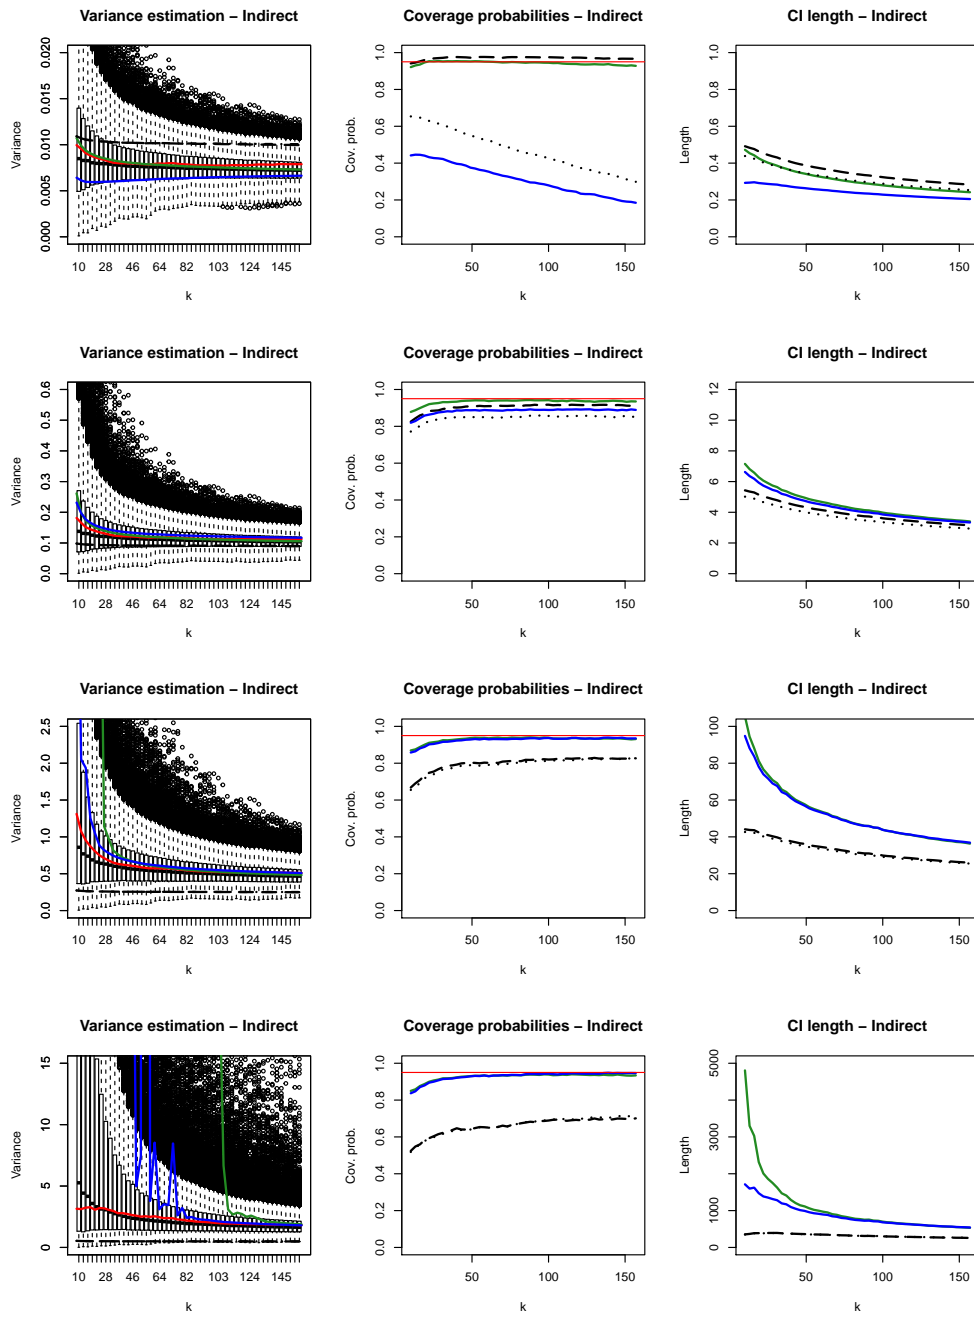 Variance estimation − Indirect
Coverage probabilities − Indirect
CI length − Indirect
Variance
0.000 0.005 0.010 0.015 0.020
10 28 46 64 82 103 124 145
k
Cov. prob.
0.0 0.2 0.4 0.6 0.8 1.0
50 100 150
k
Length
0.0 0.2 0.4 0.6 0.8 1.0
50 100 150
k
Variance estimation − Indirect
Coverage probabilities − Indirect
CI length − Indirect
Variance
0.0 0.1 0.2 0.3 0.4 0.5 0.6
10 28 46 64 82 103 124 145
k
Cov. prob.
0.0 0.2 0.4 0.6 0.8 1.0
50 100 150
k
Length
0 2 4 6 8 10 12
50 100 150
k
Variance estimation − Indirect
Coverage probabilities − Indirect
CI length − Indirect
Variance
0.0 0.5 1.0 1.5 2.0 2.5
10 28 46 64 82 103 124 145
k
Cov. prob.
0.0 0.2 0.4 0.6 0.8 1.0
50 100 150
k
Length
0 20 40 60 80 100
50 100 150
k
Variance estimation − Indirect
Coverage probabilities − Indirect
CI length − Indirect
Variance
0 5 10 15
10 28 46 64 82 103 124 145
k
Cov. prob.
0.0 0.2 0.4 0.6 0.8 1.0
50 100 150
k
Length
0 1000 3000 5000
50 100 150
k